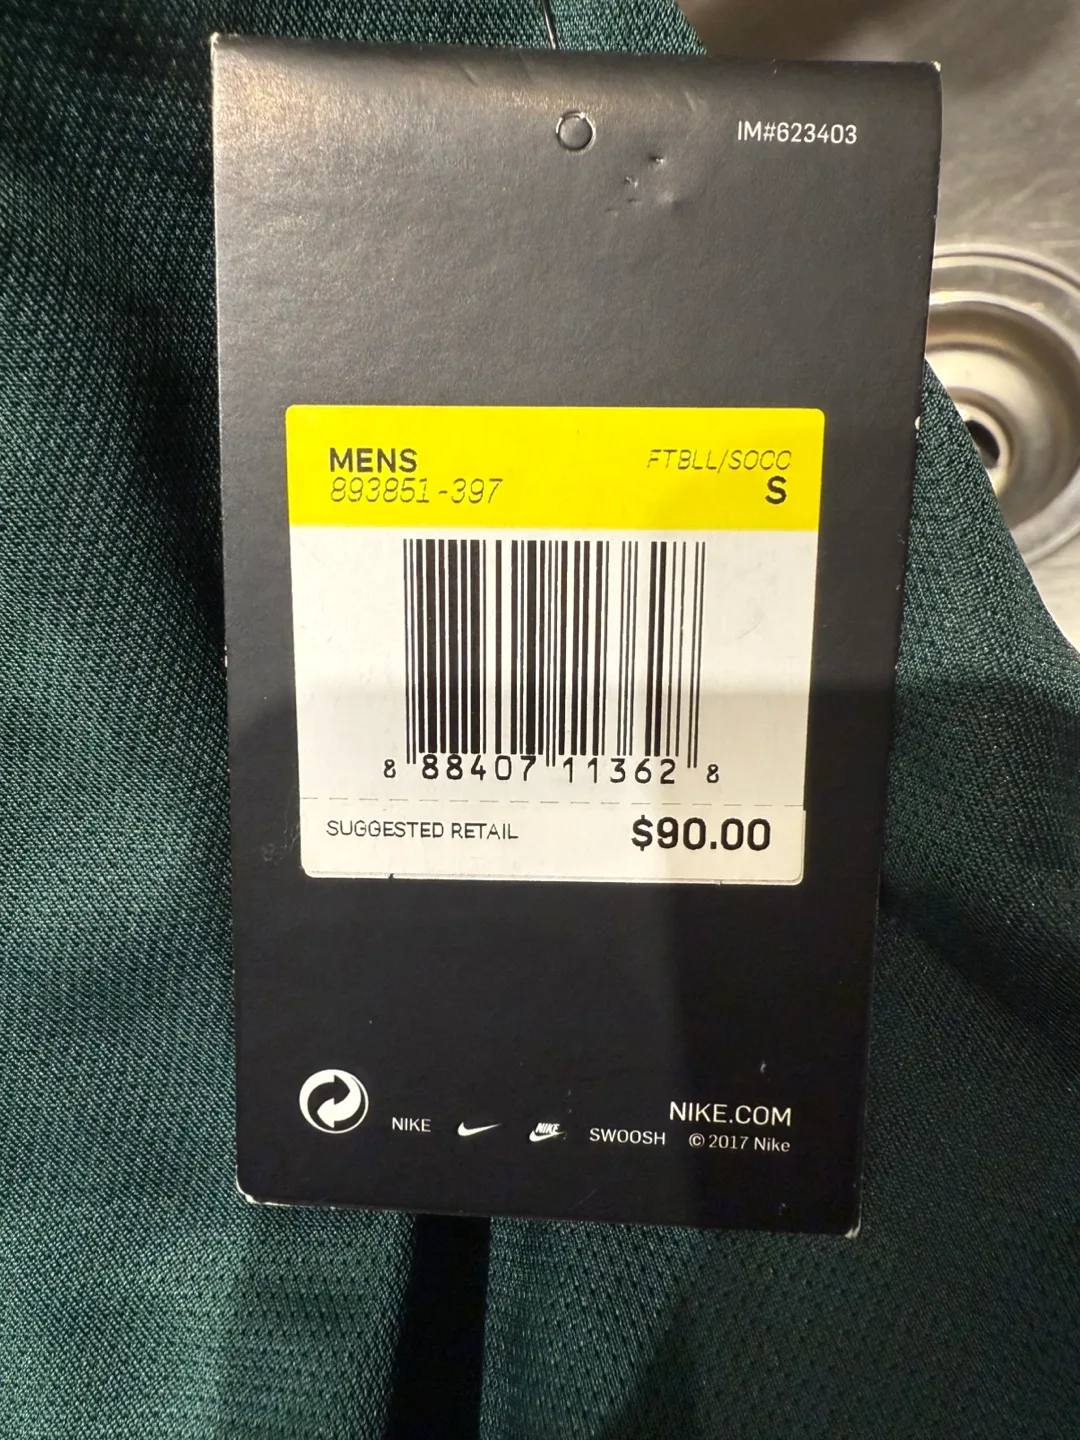 IM#623403
MENS FTBLL/SOCC
893851-397 S
8 88407 11362 8
SUGGESTED RETAIL $90.00
NIKE NIKE SWOOSH
NIKE.COM
© 2017 Nike